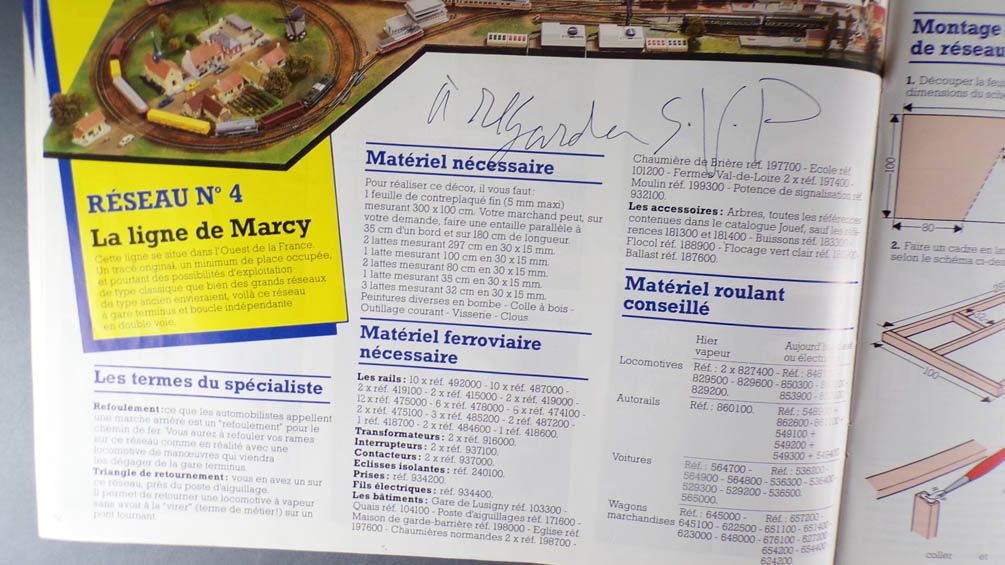 à regarder S.V.P
RÉSEAU N° 4
La ligne de Marcy
Cette ligne se situe dans l'Ouest de la France.
Un tracé original, un minimum de place occupée,
et pourtant des possibilités d'exploitation
de type classique que bien des grands réseaux
de type ancien envieraient, voilà ce réseau
à gare terminus et boucle indépendante
en double voie.
Les termes du spécialiste
Refoulement: ce que les automobilistes appellent
une marche arrière est un "refoulement" pour le
chemin de fer. Vous aurez à refouler vos rames
sur ce réseau comme en réalité avec une
locomotive de manœuvres qui viendra
les dégager de la gare terminus.
Triangle de retournement: vous en avez un sur
ce réseau, près du poste d'aiguillage.
Il permet de retourner une locomotive à vapeur
sans avoir à la "virer" (terme de métier!) sur un
pont tournant.
Matériel nécessaire
Pour réaliser ce décor, il vous faut:
1 feuille de contreplaqué fin (5 mm maxi)
mesurant 300 x 100 cm. Votre marchand peut, sur
votre demande, faire une entaille parallèle à
35 cm d'un bord et sur 180 cm de longueur.
2 lattes mesurant 297 cm en 30 x 15 mm.
1 latte mesurant 100 cm en 30 x 15 mm.
2 lattes mesurant 80 cm en 30 x 15 mm.
1 latte mesurant 35 cm en 30 x 15 mm.
3 lattes mesurant 32 cm en 30 x 15 mm.
Peintures diverses en bombe - Colle à bois -
Outillage courant - Visserie - Clous.
Matériel ferroviaire
nécessaire
Les rails: 10 x réf. 492000 - 10 x réf. 487000 -
2 x réf. 419100 - 2 x réf. 415000 - 2 x réf. 419000 -
12 x réf. 475000 - 6 x réf. 478000 - 5 x réf. 474100 -
2 x réf. 475100 - 3 x réf. 485200 - 2 x réf. 487200 -
1 réf. 418700 - 2 x réf. 484600 - 1 réf. 418600.
Transformateurs: 2 x réf. 916000.
Interrupteurs: 2 x réf. 937100.
Contacteurs: 2 x réf. 937000.
Eclisses isolantes: réf. 240100.
Prises: réf. 934200.
Fils électriques: réf. 934400.
Les bâtiments: Gare de Lusigny réf. 103300 -
Quais réf. 104100 - Poste d'aiguillages réf. 171600 -
Maison de garde-barrière réf. 198000 - Eglise réf.
197600 - Chaumières normandes 2 x réf. 198700 -
Chaumière de Brière réf. 197700 - Ecole réf.
101200 - Fermes Val-de-Loire 2 x réf. 197400 -
Moulin réf. 199300 - Potence de signalisation réf.
932100.
Les accessoires: Arbres, toutes les références
contenues dans le catalogue Jouef, sauf les réfé-
rences 181300 et 181400 - Buissons réf. 183300
Flocol réf. 188900 - Flocage vert clair réf.
Ballast réf. 187600.
Matériel roulant
conseillé
Hier Aujourd'hui
vapeur ou
Locomotives Réf.: 2 x 827400 - Réf.:
829500 - 829600 - 850300 -
829200. 853900 -
Autorails Réf.: 860100. Réf.:
862600 -
549100 +
549200 +
549300 +
Voitures Réf.: 564700 - Réf.: 536200 -
564900 - 564800 - 536300 - 536400
529300 - 529200 - 536500.
565000.
Wagons Réf.: 645000 - Réf.: 657200 -
marchandises 645100 - 622500 - 651100 - 651400
623000 - 648000 - 676100 -
654200 - 654400
624200.
Montage
de réseau
1. Découper la
dimensions du
100
80
2. Faire un cadre en
selon le schéma
32
100
coller et